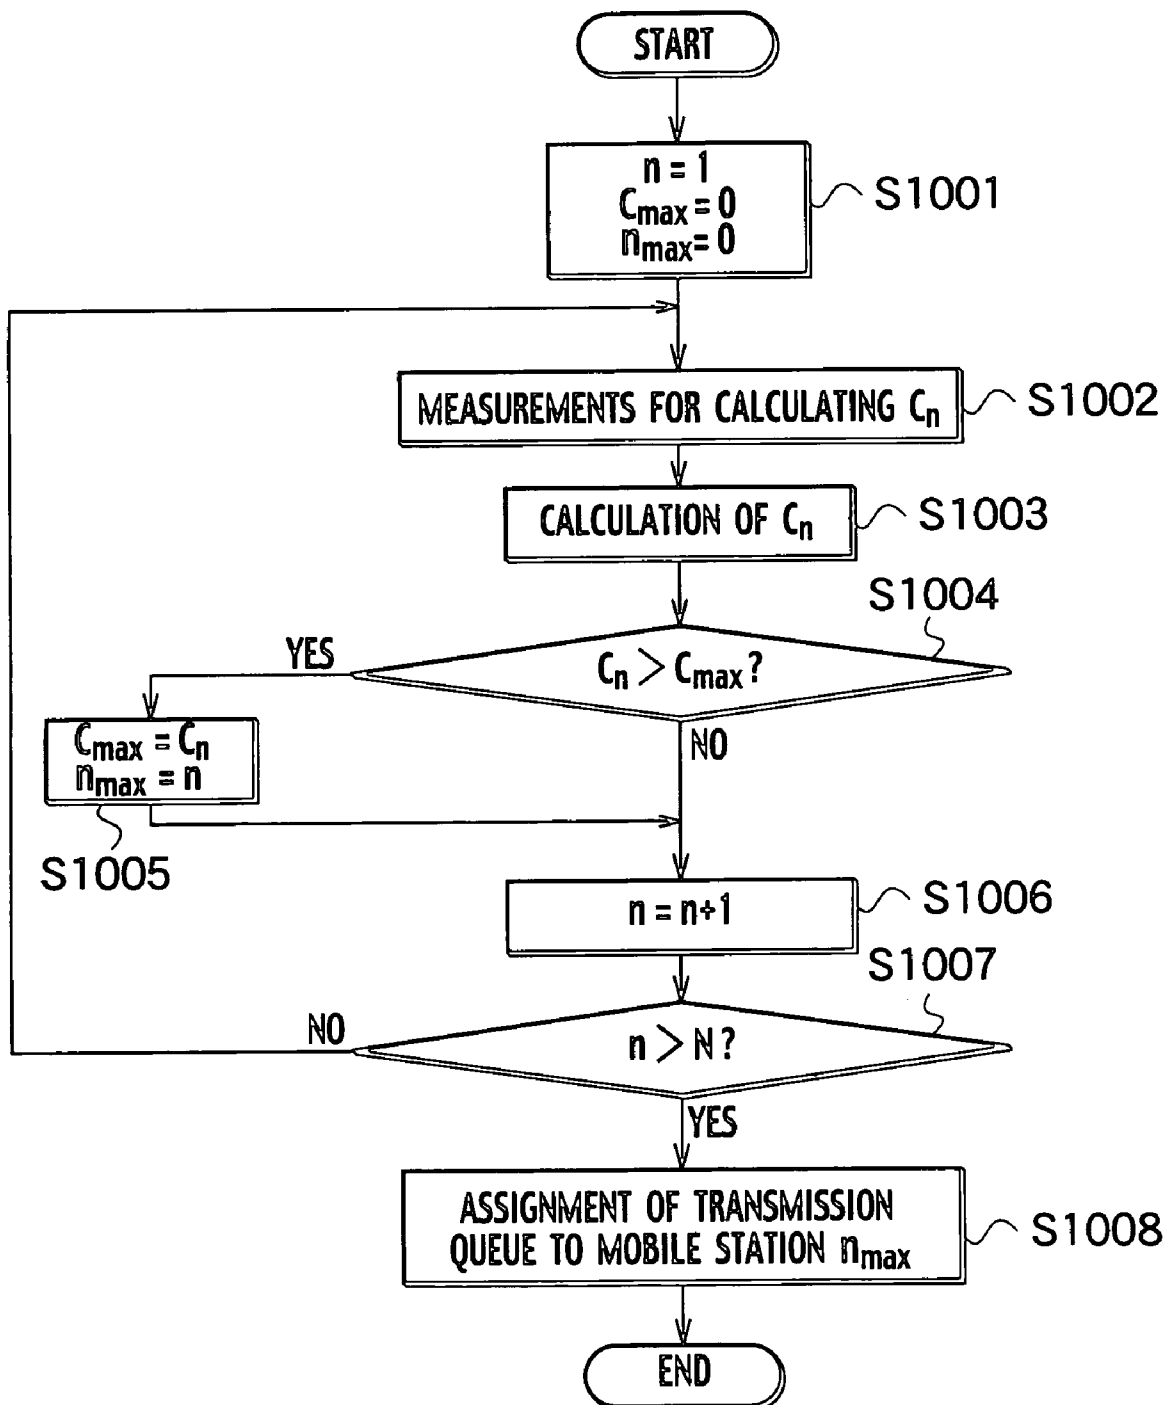 START
n = 1
Cmax = 0
nmax = 0
S1001
MEASUREMENTS FOR CALCULATING Cn
S1002
CALCULATION OF Cn
S1003
S1004
YES
Cn > Cmax ?
NO
Cmax = Cn
nmax = n
S1005
n = n+1
S1006
S1007
NO
n > N ?
YES
ASSIGNMENT OF TRANSMISSION
QUEUE TO MOBILE STATION nmax
S1008
END